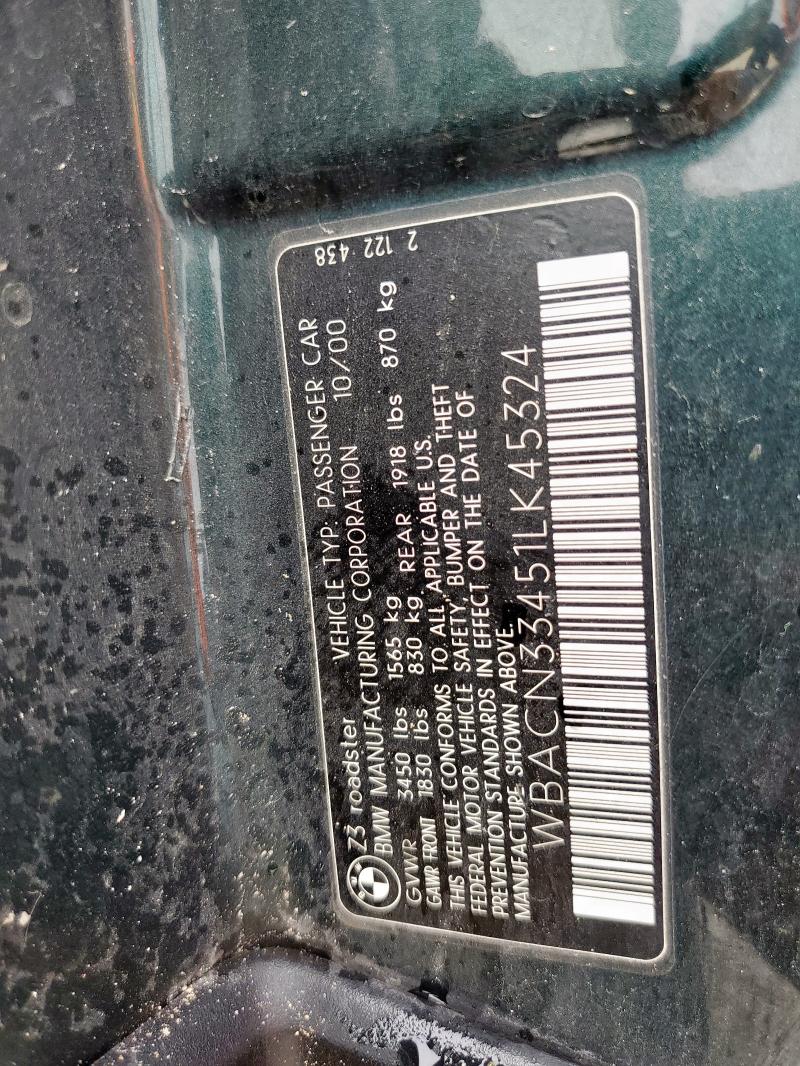 Z3 roadster VEHICLE TYP: PASSENGER CAR
BMW MANUFACTURING CORPORATION 10/00
GVWR 3450 lbs 1565 kg
GAWR FRONT 1830 lbs 830 kg REAR 1918 lbs 870 kg
THIS VEHICLE CONFORMS TO ALL APPLICABLE U.S.
FEDERAL MOTOR VEHICLE SAFETY, BUMPER AND THEFT
PREVENTION STANDARDS IN EFFECT ON THE DATE OF
MANUFACTURE SHOWN ABOVE.
WBACN33451LK45324
2 122 438